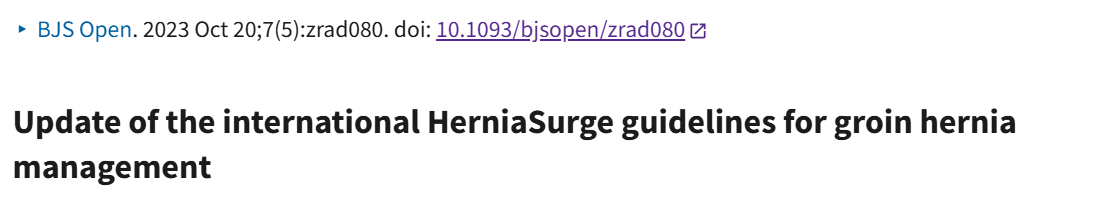 BJS Open. 2023 Oct 20;7(5):zrad080. doi: 10.1093/bjsopen/zrad080
Update of the international HerniaSurge guidelines for groin hernia
management